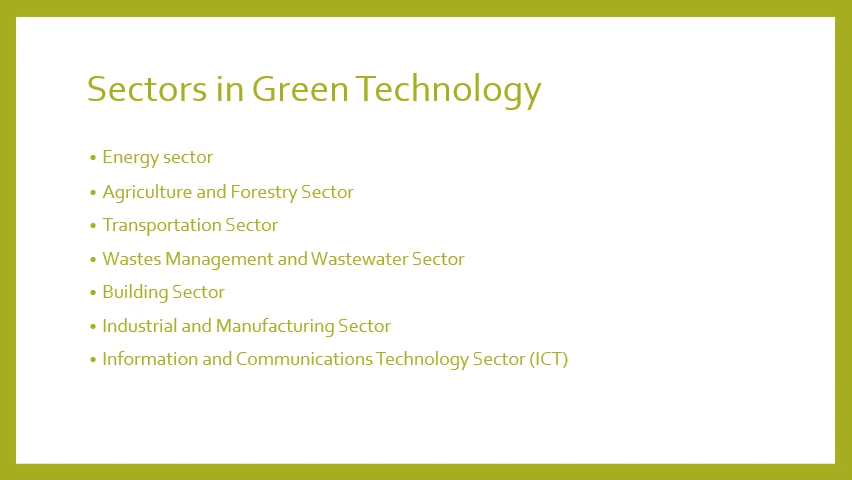 Sectors in Green Technology
• Energy sector
• Agriculture and Forestry Sector
• Transportation Sector
• Wastes Management and Wastewater Sector
• Building Sector
• Industrial and Manufacturing Sector
• Information and Communications Technology Sector (ICT)